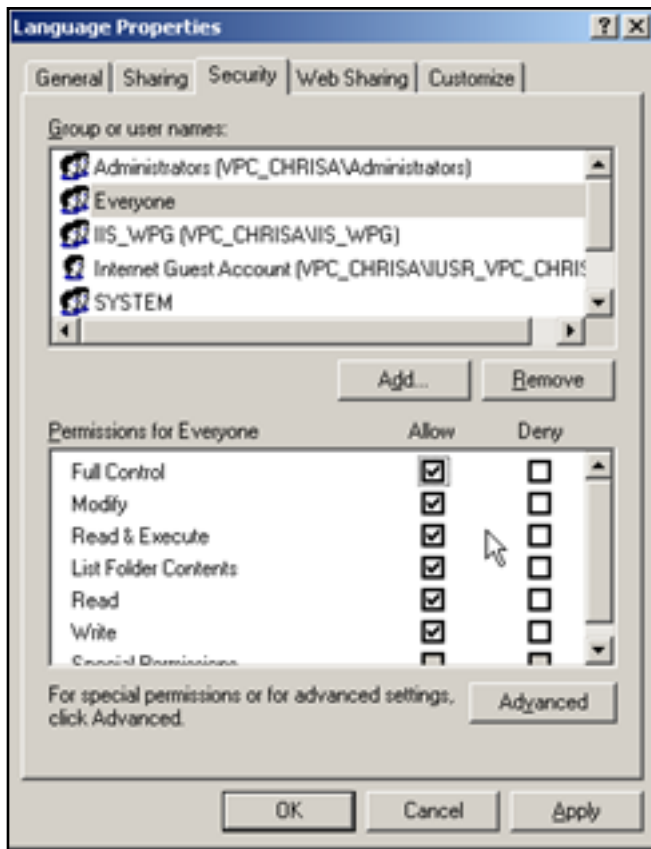 Language Properties
General Sharing Security Web Sharing Customize
Group or user names:
Administrators (VPC_CHRISA\Administrators)
Everyone
IIS_WPG (VPC_CHRISA\IIS_WPG)
Internet Guest Account (VPC_CHRISA\IUSR_VPC_CHRIS
SYSTEM
Add... Remove
Permissions for Everyone Allow Deny
Full Control
Modify
Read & Execute
List Folder Contents
Read
Write
Special Permissions
For special permissions or for advanced settings,
click Advanced.
Advanced
OK Cancel Apply